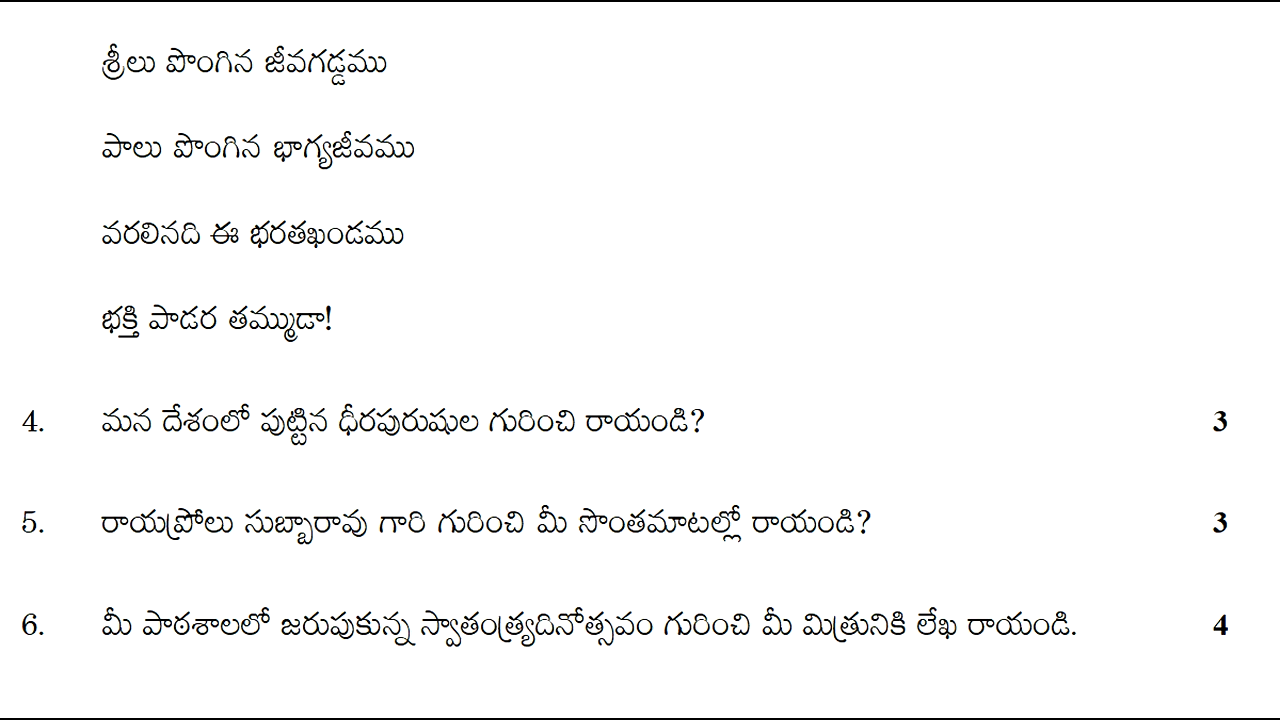 శ్రీలు పొంగిన జీవగడ్డము
పాలు పొంగిన భాగ్యజీవము
వరలినది ఈ భరతఖండము
భక్తి పాడర తమ్ముడా!
4. మన దేశంలో పుట్టిన ధీరపురుషుల గురించి రాయండి? 3
5. రాయప్రోలు సుబ్బారావు గారి గురించి మీ సొంతమాటల్లో రాయండి? 3
6. మీ పాఠశాలలో జరుపుకున్న స్వాతంత్ర్యదినోత్సవం గురించి మీ మిత్రునికి లేఖ రాయండి. 4